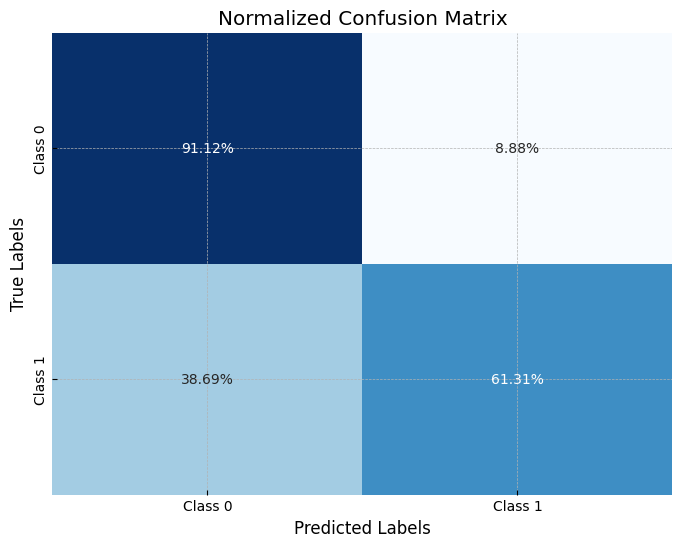 Normalized Confusion Matrix
True Labels
Class 0
91.12%
8.88%
Class 1
38.69%
61.31%
Class 0
Class 1
Predicted Labels